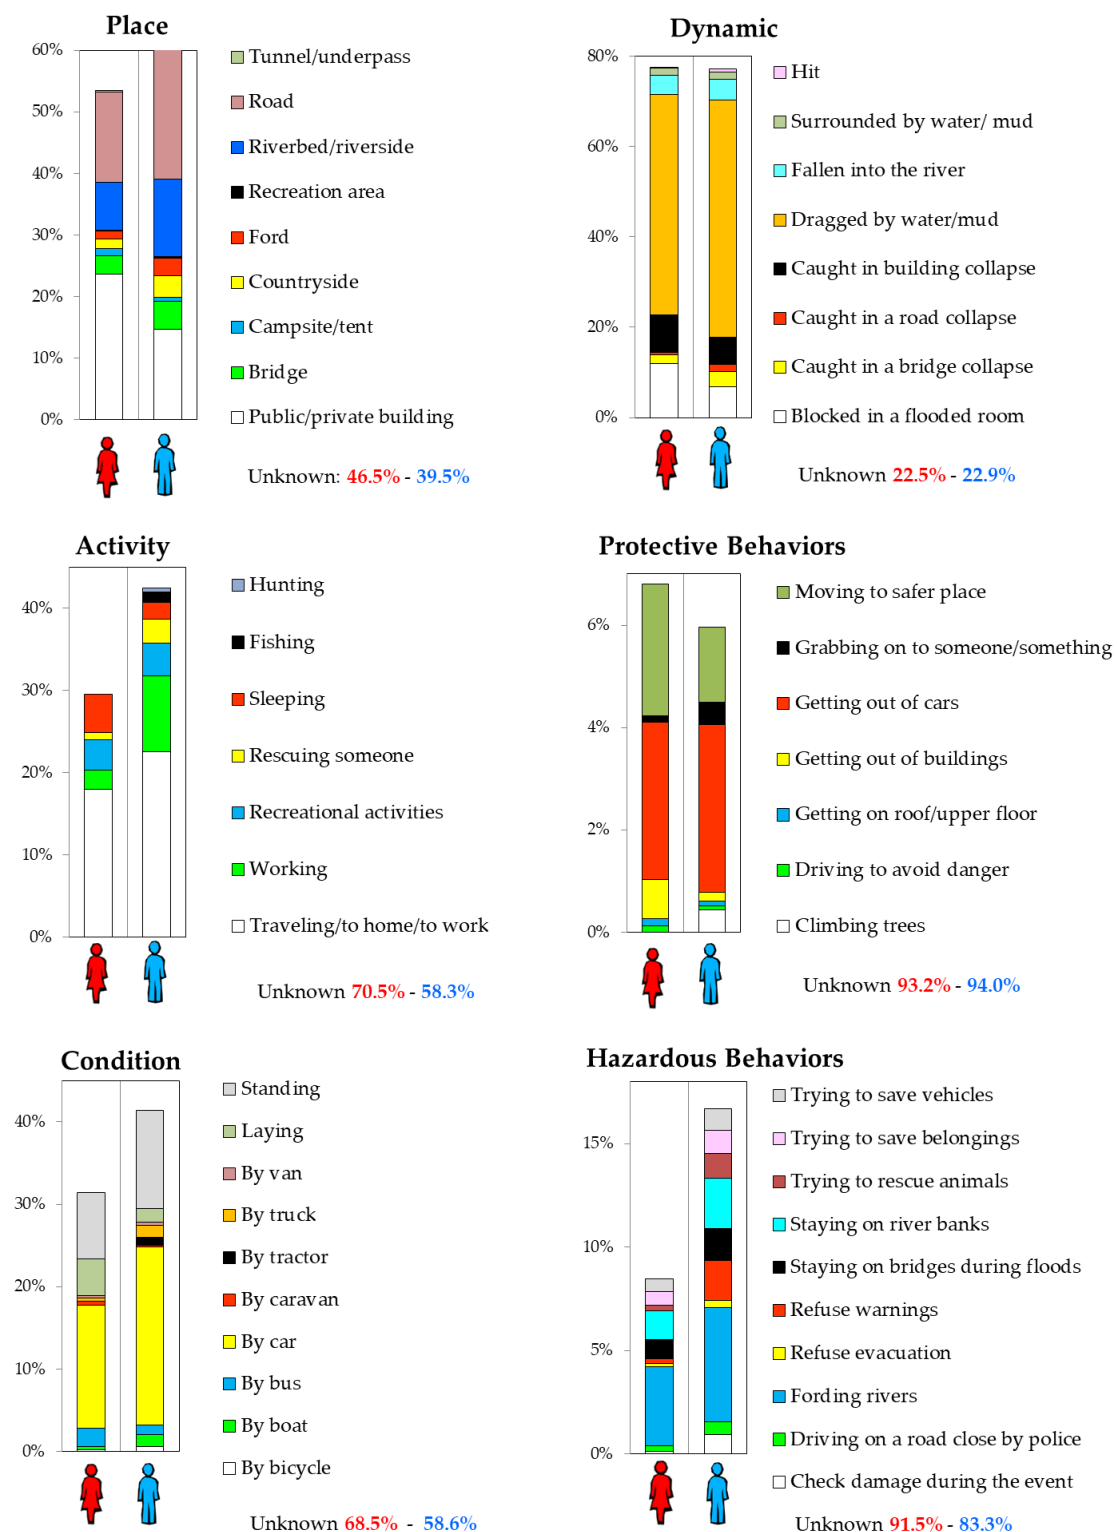 Place
60%
50%
40%
30%
20%
10%
0%
Tunnel/underpass
Road
Riverbed/riverside
Recreation area
Ford
Countryside
Campsite/tent
Bridge
Public/private building
Unknown: 46.5% - 39.5%
Dynamic
80%
60%
40%
20%
0%
Hit
Surrounded by water/ mud
Fallen into the river
Dragged by water/mud
Caught in building collapse
Caught in a road collapse
Caught in a bridge collapse
Blocked in a flooded room
Unknown 22.5% - 22.9%
Activity
40%
30%
20%
10%
0%
Hunting
Fishing
Sleeping
Rescuing someone
Recreational activities
Working
Traveling/to home/to work
Unknown 70.5% - 58.3%
Protective Behaviors
6%
4%
2%
0%
Moving to safer place
Grabbing on to someone/something
Getting out of cars
Getting out of buildings
Getting on roof/upper floor
Driving to avoid danger
Climbing trees
Unknown 93.2% - 94.0%
Condition
40%
30%
20%
10%
0%
Standing
Laying
By van
By truck
By tractor
By caravan
By car
By bus
By boat
By bicycle
Unknown 68.5% - 58.6%
Hazardous Behaviors
15%
10%
5%
0%
Trying to save vehicles
Trying to save belongings
Trying to rescue animals
Staying on river banks
Staying on bridges during floods
Refuse warnings
Refuse evacuation
Fording rivers
Driving on a road close by police
Check damage during the event
Unknown 91.5% - 83.3%